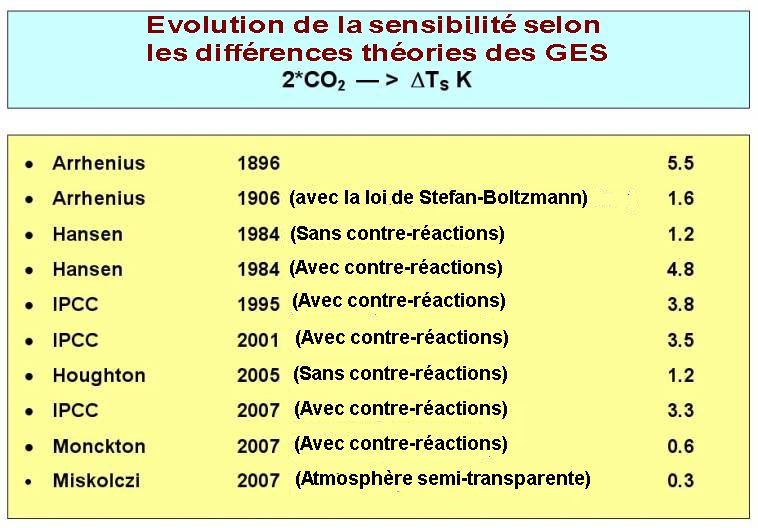 Evolution de la sensibilité selon
les différences théories des GES
2*CO₂ — > ΔTₛ K
• Arrhenius 1896 5.5
• Arrhenius 1906 (avec la loi de Stefan-Boltzmann) 1.6
• Hansen 1984 (Sans contre-réactions) 1.2
• Hansen 1984 (Avec contre-réactions) 4.8
• IPCC 1995 (Avec contre-réactions) 3.8
• IPCC 2001 (Avec contre-réactions) 3.5
• Houghton 2005 (Sans contre-réactions) 1.2
• IPCC 2007 (Avec contre-réactions) 3.3
• Monckton 2007 (Avec contre-réactions) 0.6
• Miskolczi 2007 (Atmosphère semi-transparente) 0.3